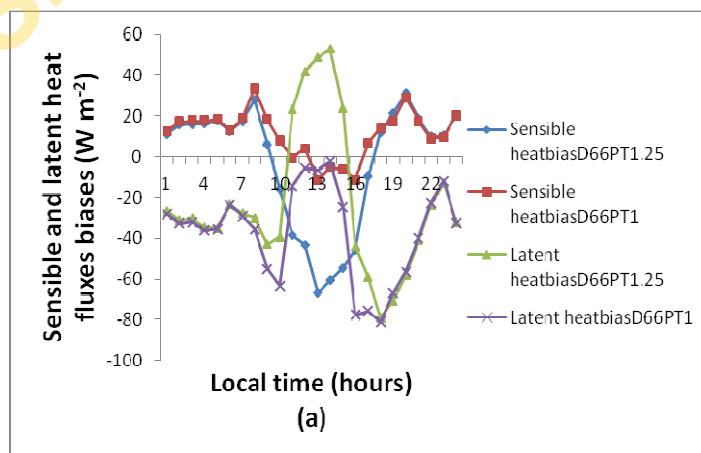 Sensible and latent heat
fluxes biases (W m-2)
60
40
20
0
-20
-40
-60
-80
-100
1 4 7 10 13 16 19 22
Local time (hours)
(a)
Sensible
heatbiasD66PT1.25
Sensible
heatbiasD66PT1
Latent
heatbiasD66PT1.25
Latent heatbiasD66PT1